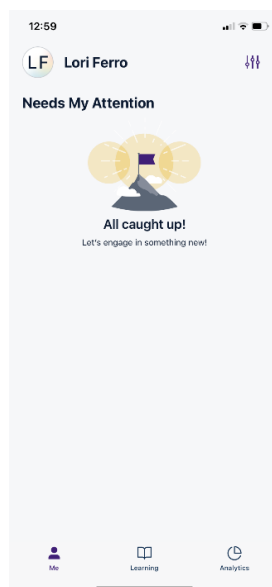 12:59
LF Lori Ferro
Needs My Attention
All caught up!
Let's engage in something new!
Me Learning Analytics